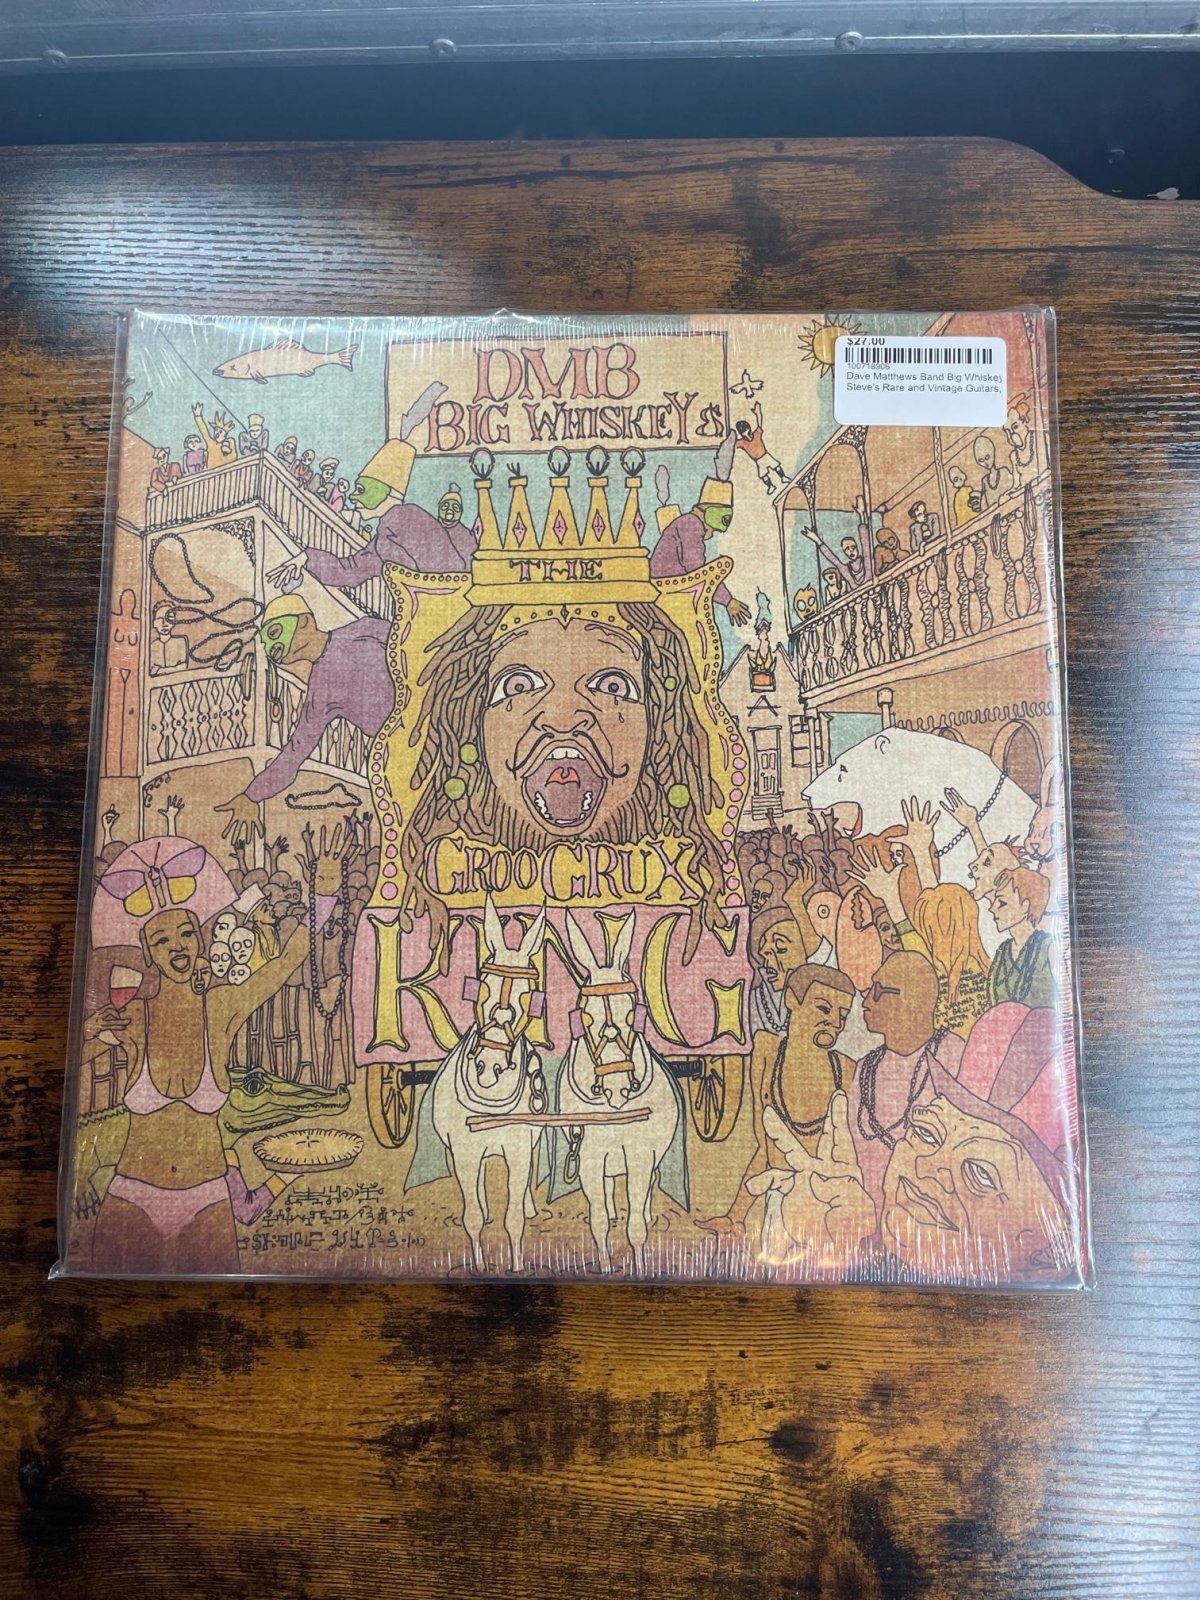 $27.00
100718906
Dave Matthews Band Big Whiskey
Steve's Rare and Vintage Guitars,
DMB
BIG WHISKEY &
THE
GROOGRUX
KING